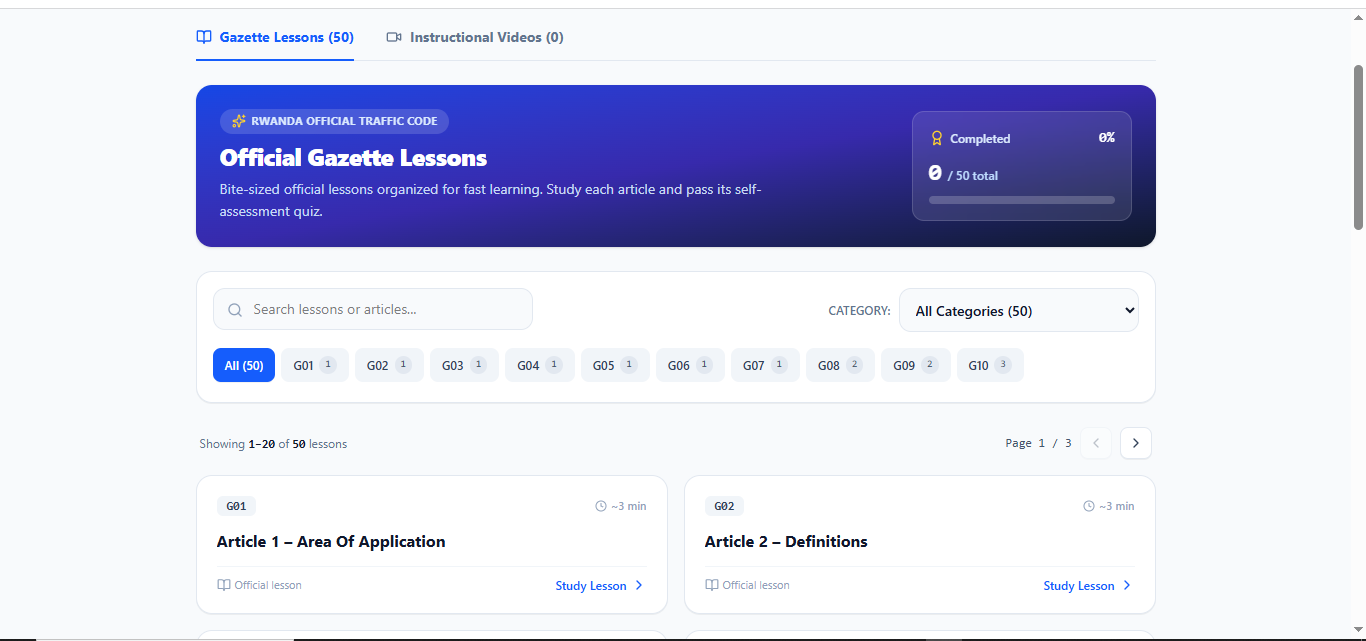 Gazette Lessons (50)
Instructional Videos (0)
RWANDA OFFICIAL TRAFFIC CODE
Official Gazette Lessons
Bite-sized official lessons organized for fast learning. Study each article and pass its self-
assessment quiz.
Completed 0%
0 / 50 total
Search lessons or articles...
CATEGORY: All Categories (50)
All (50) G01 1 G02 1 G03 1 G04 1 G05 1 G06 1 G07 1 G08 2 G09 2 G10 3
Showing 1–20 of 50 lessons
Page 1 / 3
G01 ~3 min
Article 1 – Area Of Application
Official lesson Study Lesson
G02 ~3 min
Article 2 – Definitions
Official lesson Study Lesson